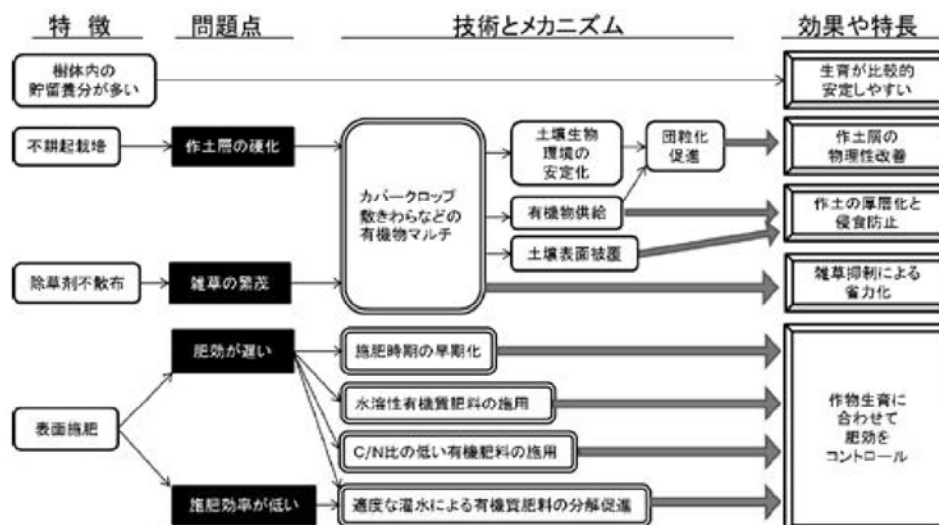 特 徴
問題点
技術とメカニズム
効果や特長
樹体内の
貯留養分が多い
生育が比較的
安定しやすい
不耕起栽培
作土層の硬化
カバークロップ
敷きわらなどの
有機物マルチ
土壌生物
環境の
安定化
団粒化
促進
作土層の
物理性改善
有機物供給
作土の厚層化と
侵食防止
土壌表面被覆
除草剤不散布
雑草の繁茂
雑草抑制による
省力化
表面施肥
肥効が遅い
施肥時期の早期化
水溶性有機質肥料の施用
C/N比の低い有機肥料の施用
施肥効率が低い
適度な灌水による有機質肥料の分解促進
作物生育に
合わせて
肥効を
コントロール